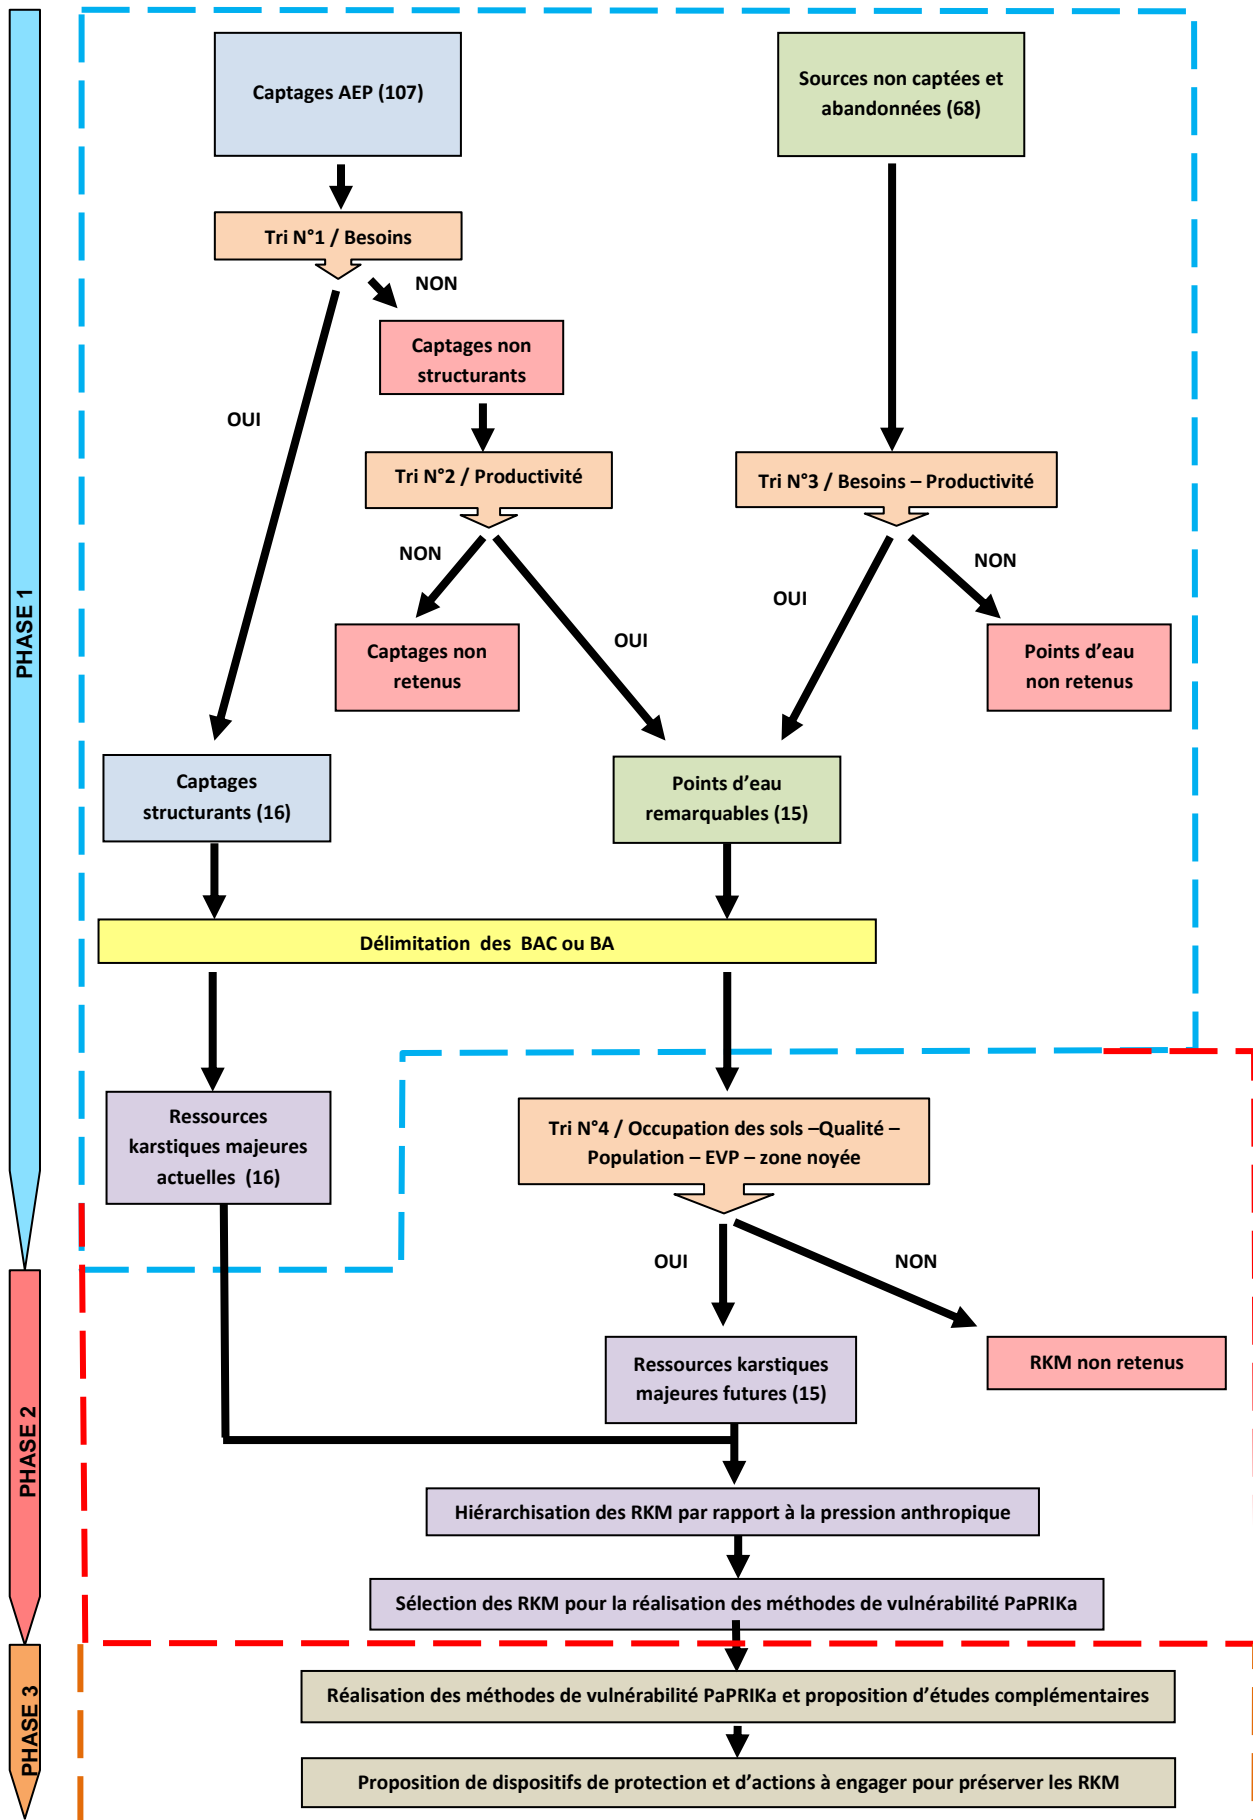 PHASE 1
Captages AEP (107)
Sources non captées et
abandonnées (68)
Tri N°1 / Besoins
NON
Captages non
structurants
OUI
Tri N°2 / Productivité
Tri N°3 / Besoins – Productivité
NON
NON
OUI
OUI
Captages non
retenus
Points d'eau
non retenus
Captages
structurants (16)
Points d'eau
remarquables (15)
Délimitation des BAC ou BA
Ressources
karstiques majeures
actuelles (16)
Tri N°4 / Occupation des sols –Qualité –
Population – EVP – zone noyée
PHASE 2
OUI
NON
Ressources karstiques
majeures futures (15)
RKM non retenus
Hiérarchisation des RKM par rapport à la pression anthropique
Sélection des RKM pour la réalisation des méthodes de vulnérabilité PaPRIKa
PHASE 3
Réalisation des méthodes de vulnérabilité PaPRIKa et proposition d'études complémentaires
Proposition de dispositifs de protection et d'actions à engager pour préserver les RKM